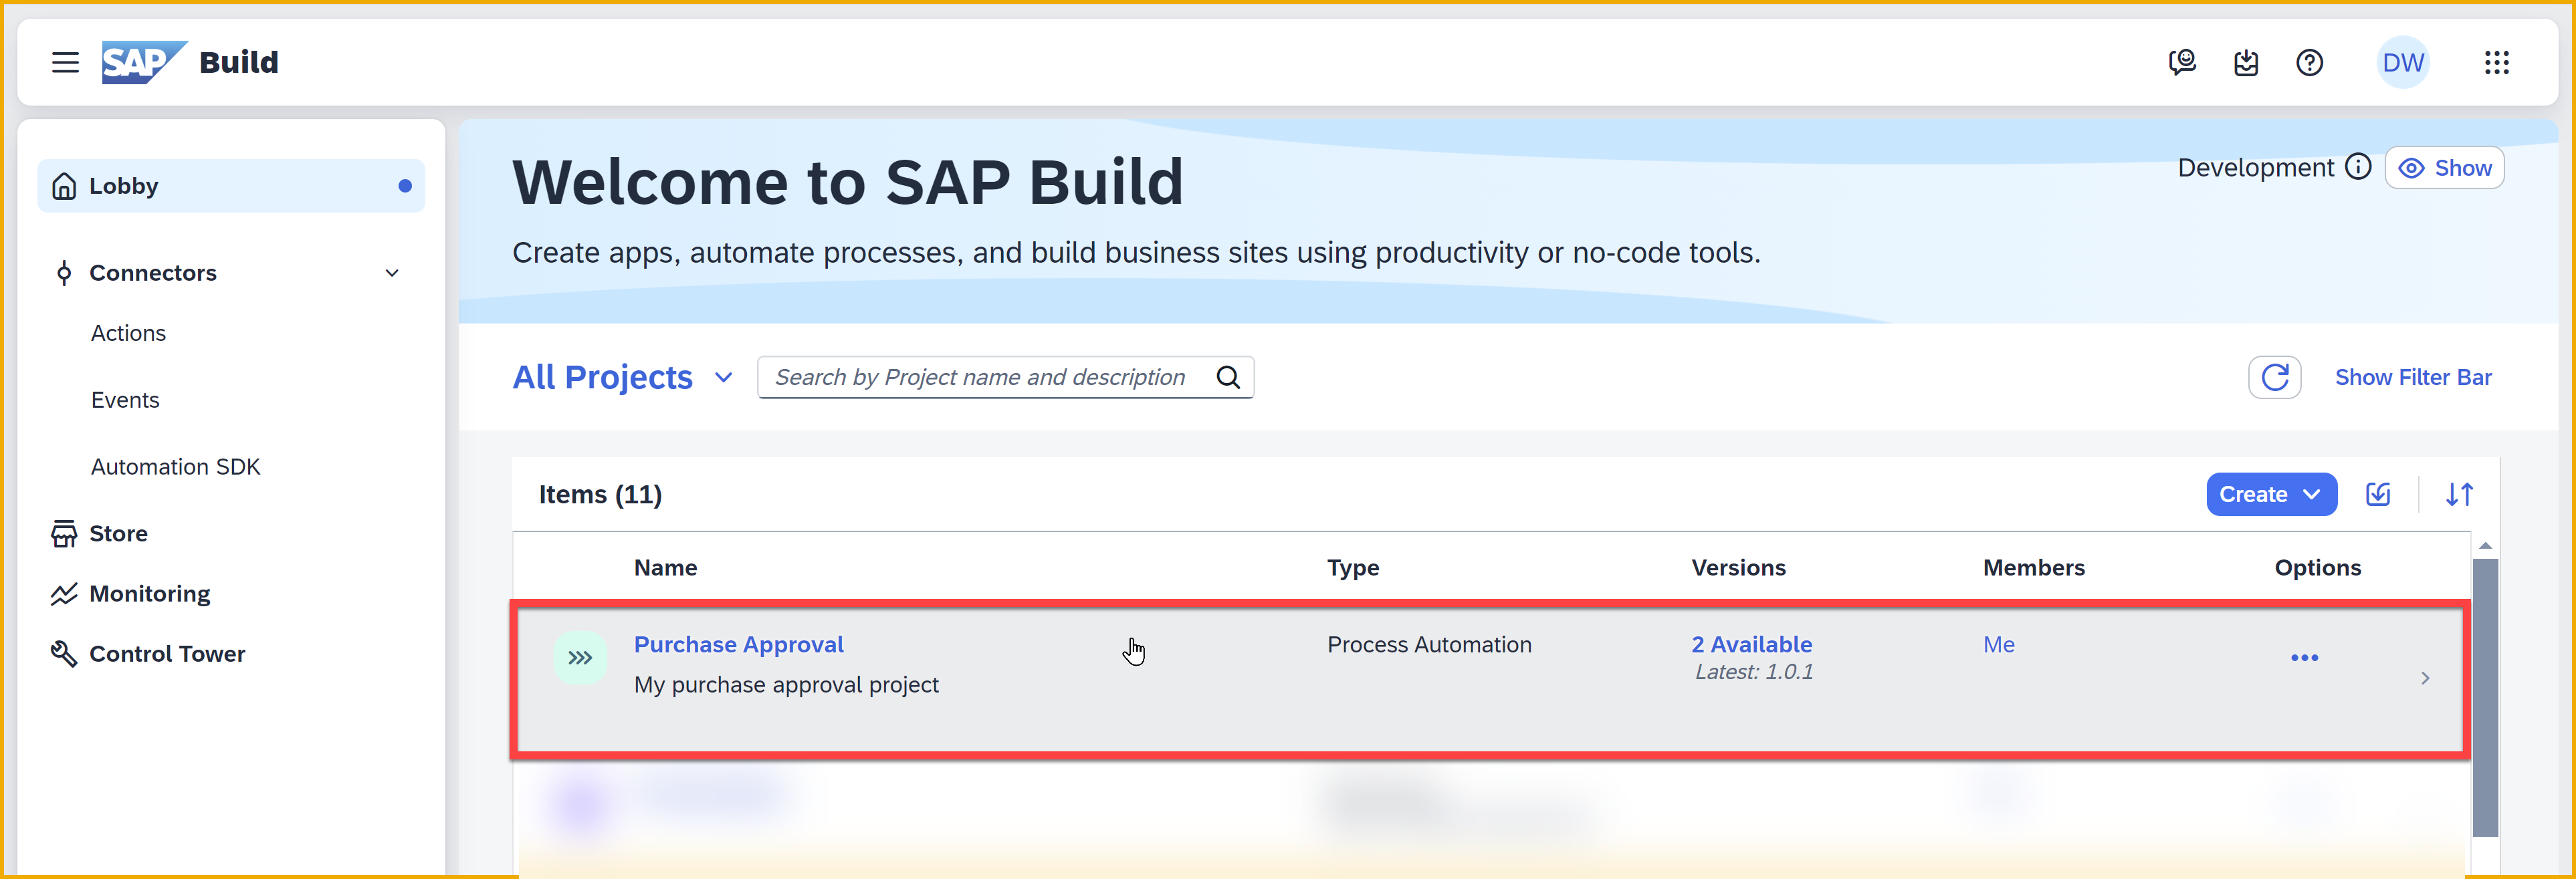 SAP Build
DW
Lobby
Connectors
Actions
Events
Automation SDK
Store
Monitoring
Control Tower
Welcome to SAP Build
Development Show
Create apps, automate processes, and build business sites using productivity or no-code tools.
All Projects
Search by Project name and description
Show Filter Bar
Items (11)
Create
Name Type Versions Members Options
Purchase Approval Process Automation 2 Available Me
Latest: 1.0.1
My purchase approval project